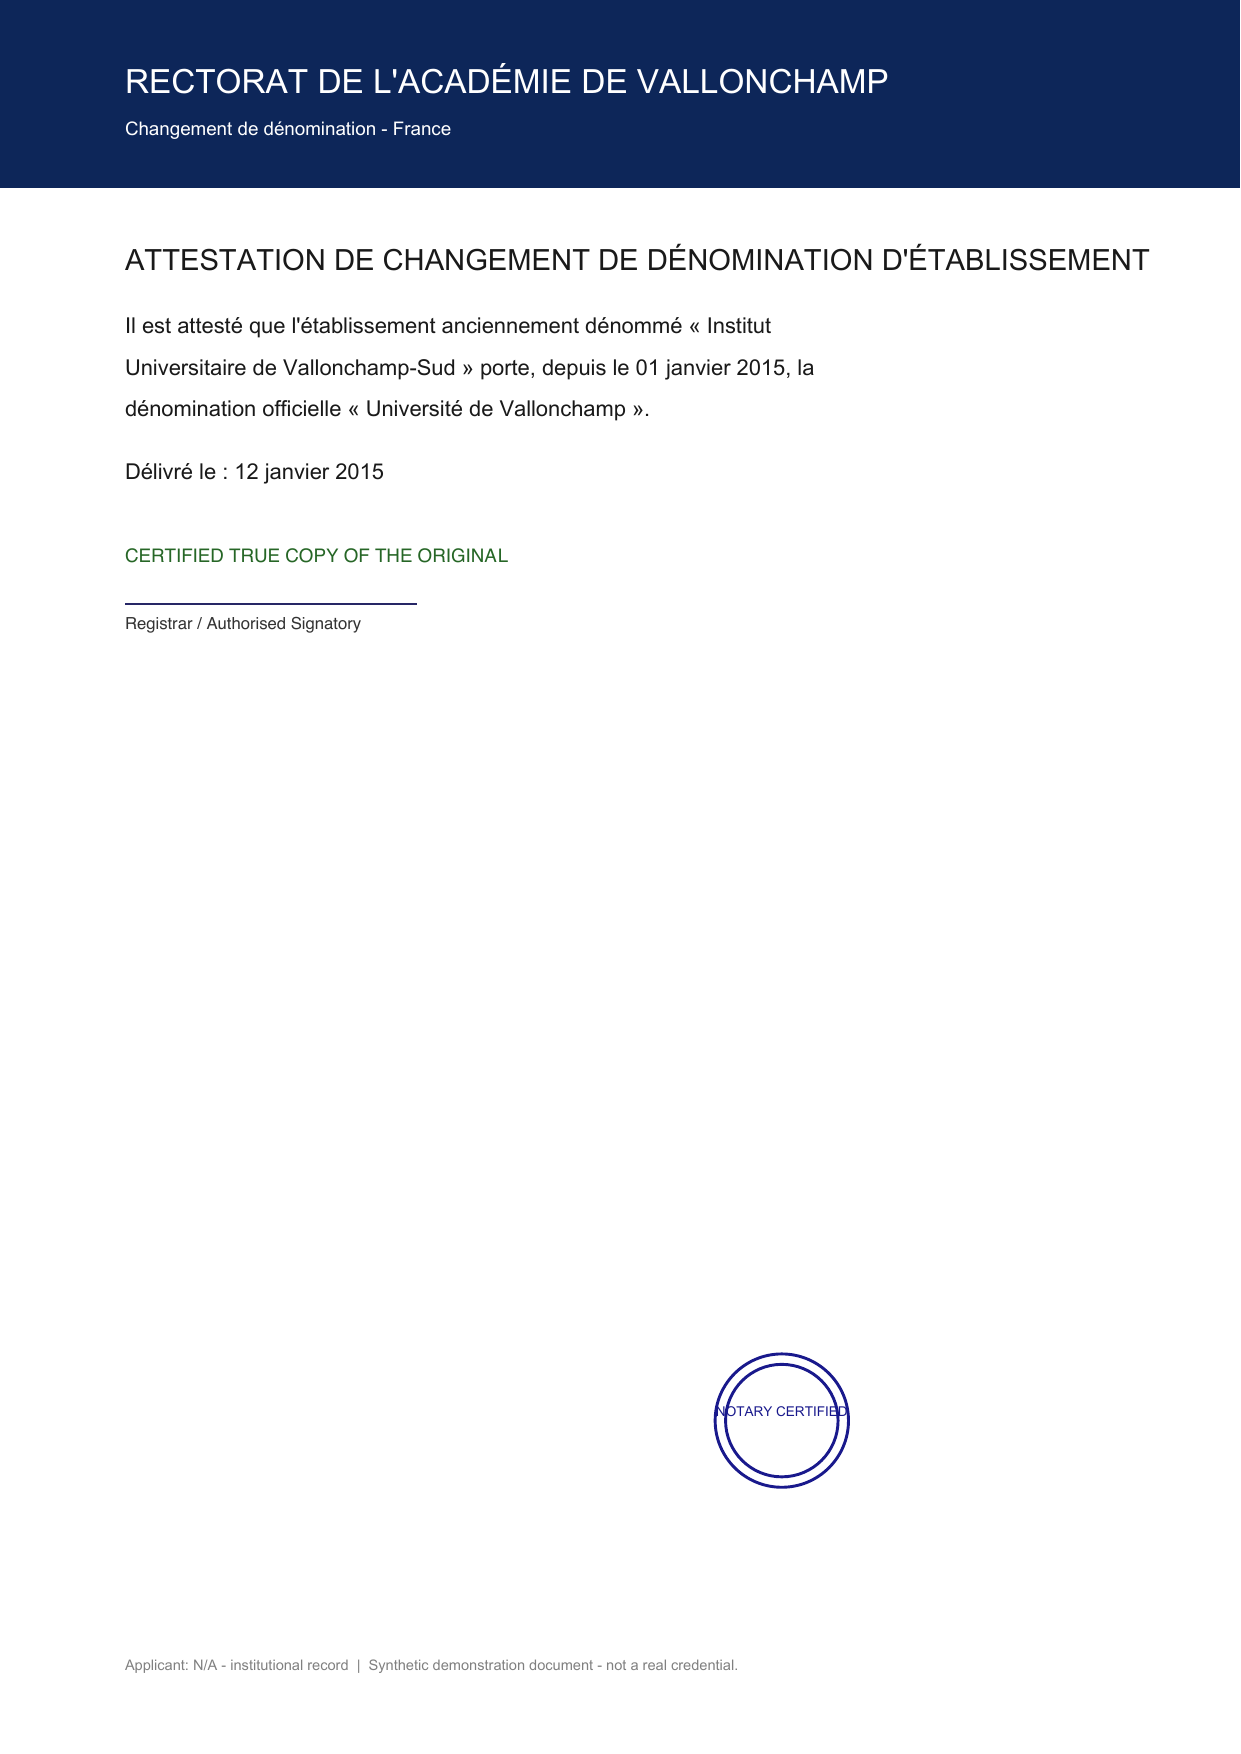 RECTORAT DE L'ACADÉMIE DE VALLONCHAMP
Changement de dénomination - France
ATTESTATION DE CHANGEMENT DE DÉNOMINATION D'ÉTABLISSEMENT
Il est attesté que l'établissement anciennement dénommé « Institut
Universitaire de Vallonchamp-Sud » porte, depuis le 01 janvier 2015, la
dénomination officielle « Université de Vallonchamp ».
Délivré le : 12 janvier 2015
CERTIFIED TRUE COPY OF THE ORIGINAL
Registrar / Authorised Signatory
NOTARY CERTIFIED
Applicant: N/A - institutional record | Synthetic demonstration document - not a real credential.